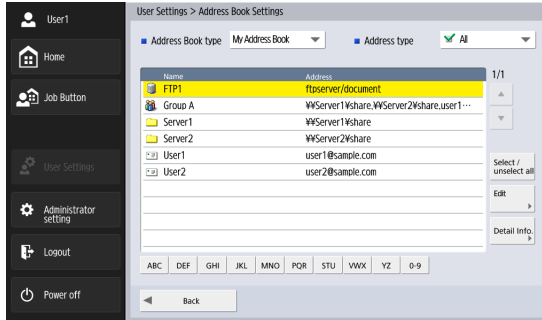 User1
Home
Job Button
User Settings
Administrator
setting
Logout
Power off
User Settings > Address Book Settings
Address Book type My Address Book Address type All
Name Address 1/1
FTP1 ftpserver/document
Group A ¥¥Server1¥share,¥¥Server2¥share,user1···
Server1 ¥¥Server1¥share
Server2 ¥¥Server2¥share
User1 user1@sample.com
User2 user2@sample.com
Select /
unselect all
Edit
Detail Info.
ABC DEF GHI JKL MNO PQR STU VWX YZ 0-9
Back